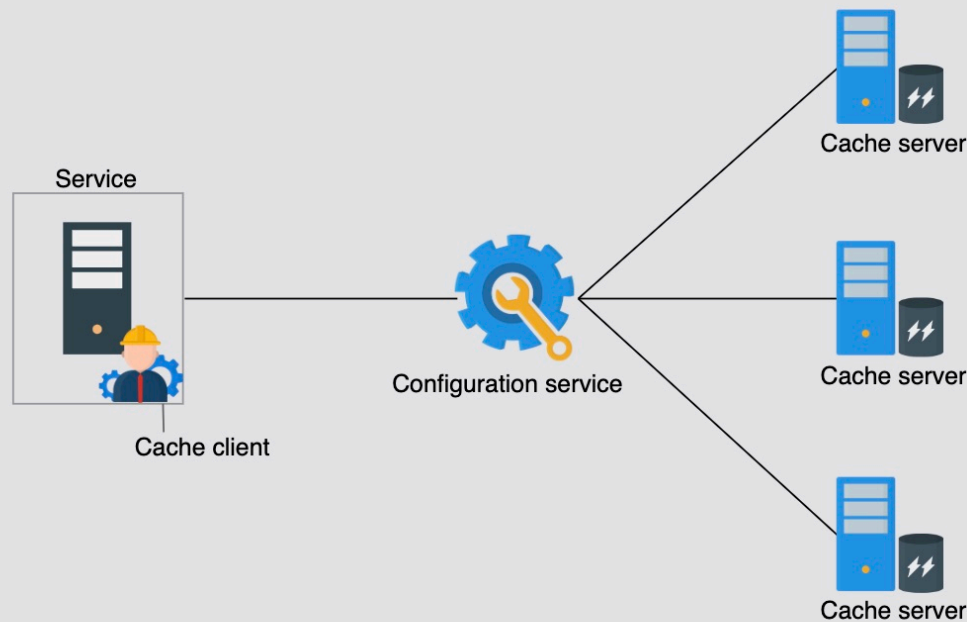 Service
Cache client
Configuration service
Cache server
Cache server
Cache server